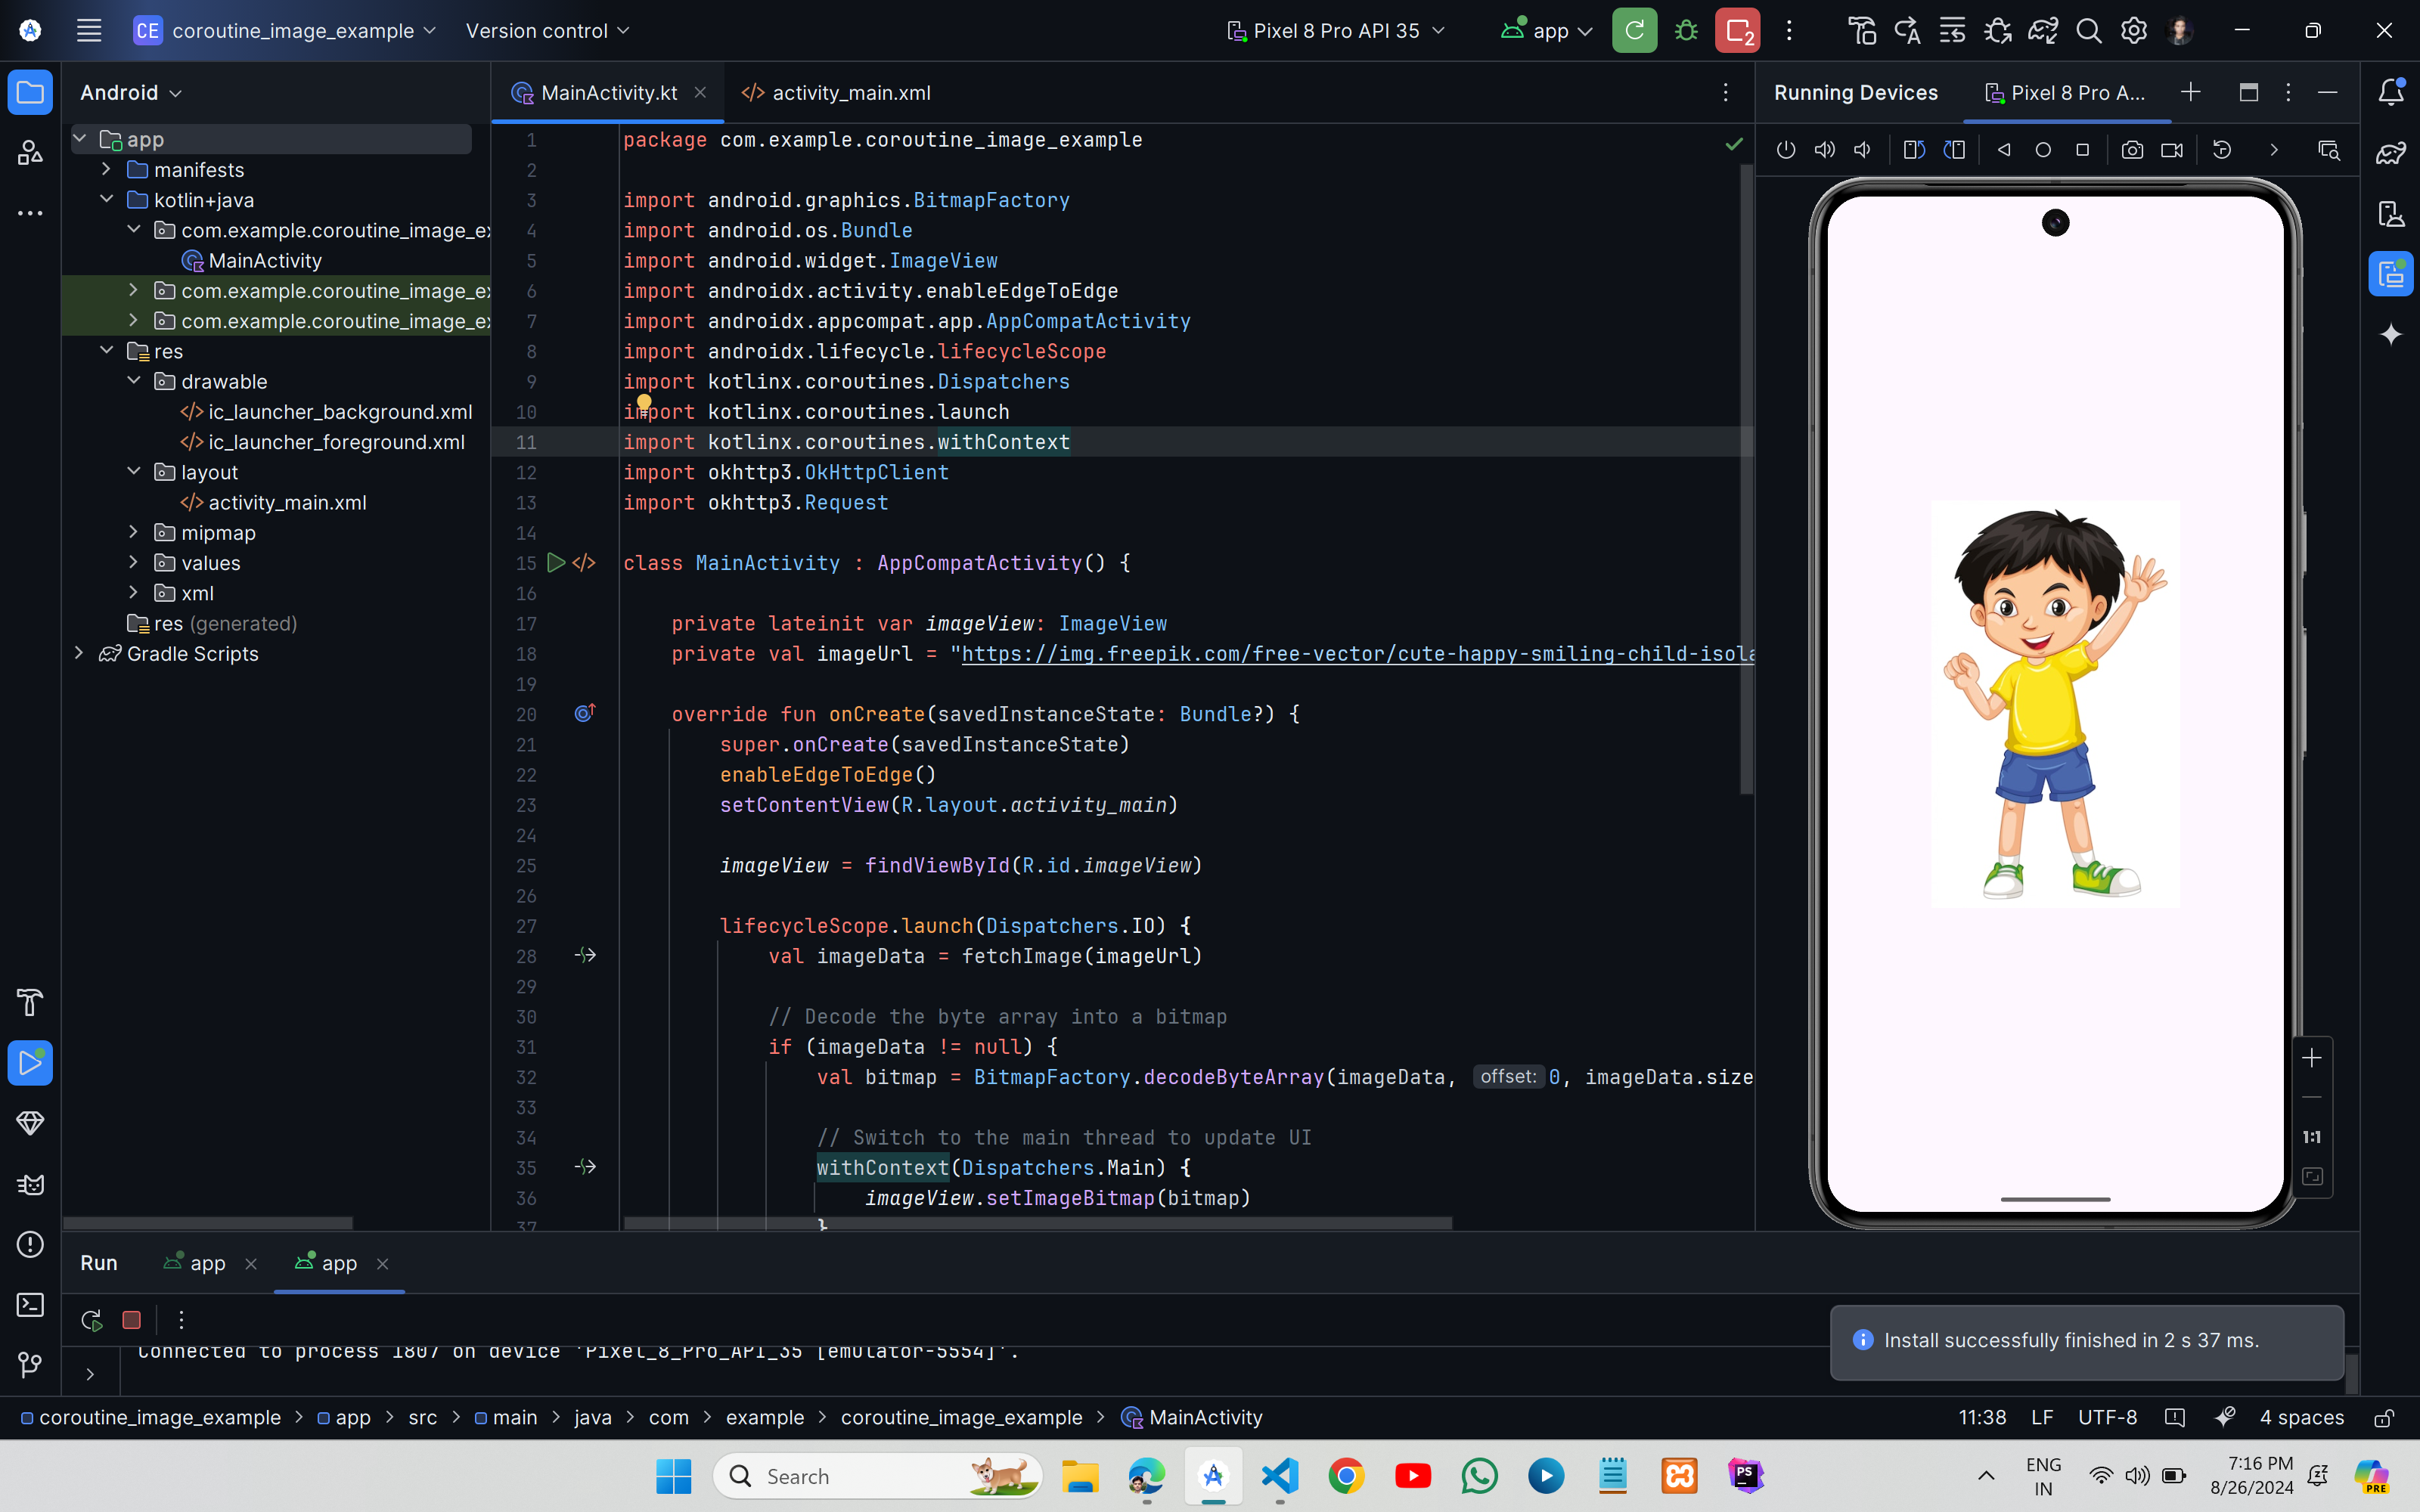 CE coroutine_image_example Version control Pixel 8 Pro API 35 app 2
Android
app
manifests
kotlin+java
com.example.coroutine_image_ex
MainActivity
com.example.coroutine_image_ex
com.example.coroutine_image_ex
res
drawable
ic_launcher_background.xml
ic_launcher_foreground.xml
layout
activity_main.xml
mipmap
values
xml
res (generated)
Gradle Scripts
MainActivity.kt activity_main.xml
1 package com.example.coroutine_image_example
2
3 import android.graphics.BitmapFactory
4 import android.os.Bundle
5 import android.widget.ImageView
6 import androidx.activity.enableEdgeToEdge
7 import androidx.appcompat.app.AppCompatActivity
8 import androidx.lifecycle.lifecycleScope
9 import kotlinx.coroutines.Dispatchers
10 import kotlinx.coroutines.launch
11 import kotlinx.coroutines.withContext
12 import okhttp3.OkHttpClient
13 import okhttp3.Request
14
15 class MainActivity : AppCompatActivity() {
16
17 private lateinit var imageView: ImageView
18 private val imageUrl = "https://img.freepik.com/free-vector/cute-happy-smiling-child-isola
19
20 override fun onCreate(savedInstanceState: Bundle?) {
21 super.onCreate(savedInstanceState)
22 enableEdgeToEdge()
23 setContentView(R.layout.activity_main)
24
25 imageView = findViewById(R.id.imageView)
26
27 lifecycleScope.launch(Dispatchers.IO) {
28 val imageData = fetchImage(imageUrl)
29
30 // Decode the byte array into a bitmap
31 if (imageData != null) {
32 val bitmap = BitmapFactory.decodeByteArray(imageData, offset: 0, imageData.size
33
34 // Switch to the main thread to update UI
35 withContext(Dispatchers.Main) {
36 imageView.setImageBitmap(bitmap)
37 }
Running Devices Pixel 8 Pro A...
1:1
Run app app
Connected to process 1807 on device 'Pixel_8_Pro_API_35 [emulator-5554]'.
Install successfully finished in 2 s 37 ms.
coroutine_image_example > app > src > main > java > com > example > coroutine_image_example > MainActivity 11:38 LF UTF-8 4 spaces
Search
PS
ENG
IN
7:16 PM
8/26/2024
PRE